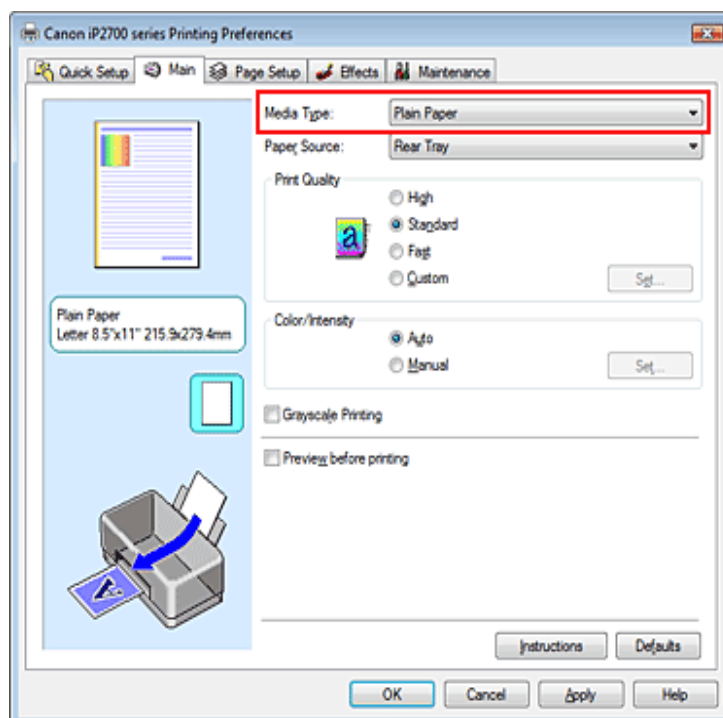 Canon iP2700 series Printing Preferences
Quick Setup
Main
Page Setup
Effects
Maintenance
Media Type:
Plain Paper
Paper Source:
Rear Tray
Print Quality
High
Standard
Fast
Custom
Set...
a
Plain Paper
Letter 8.5"x11" 215.9x279.4mm
Color/Intensity
Auto
Manual
Set...
Grayscale Printing
Preview before printing
A
Instructions
Defaults
OK
Cancel
Apply
Help